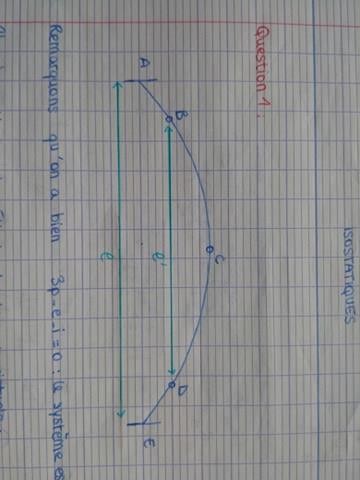 ISOSTATIQUES
Question 1 :
A
B
C
D
E
l'
l
Remarquons qu'on a bien 3p-e-i=0 : le système es